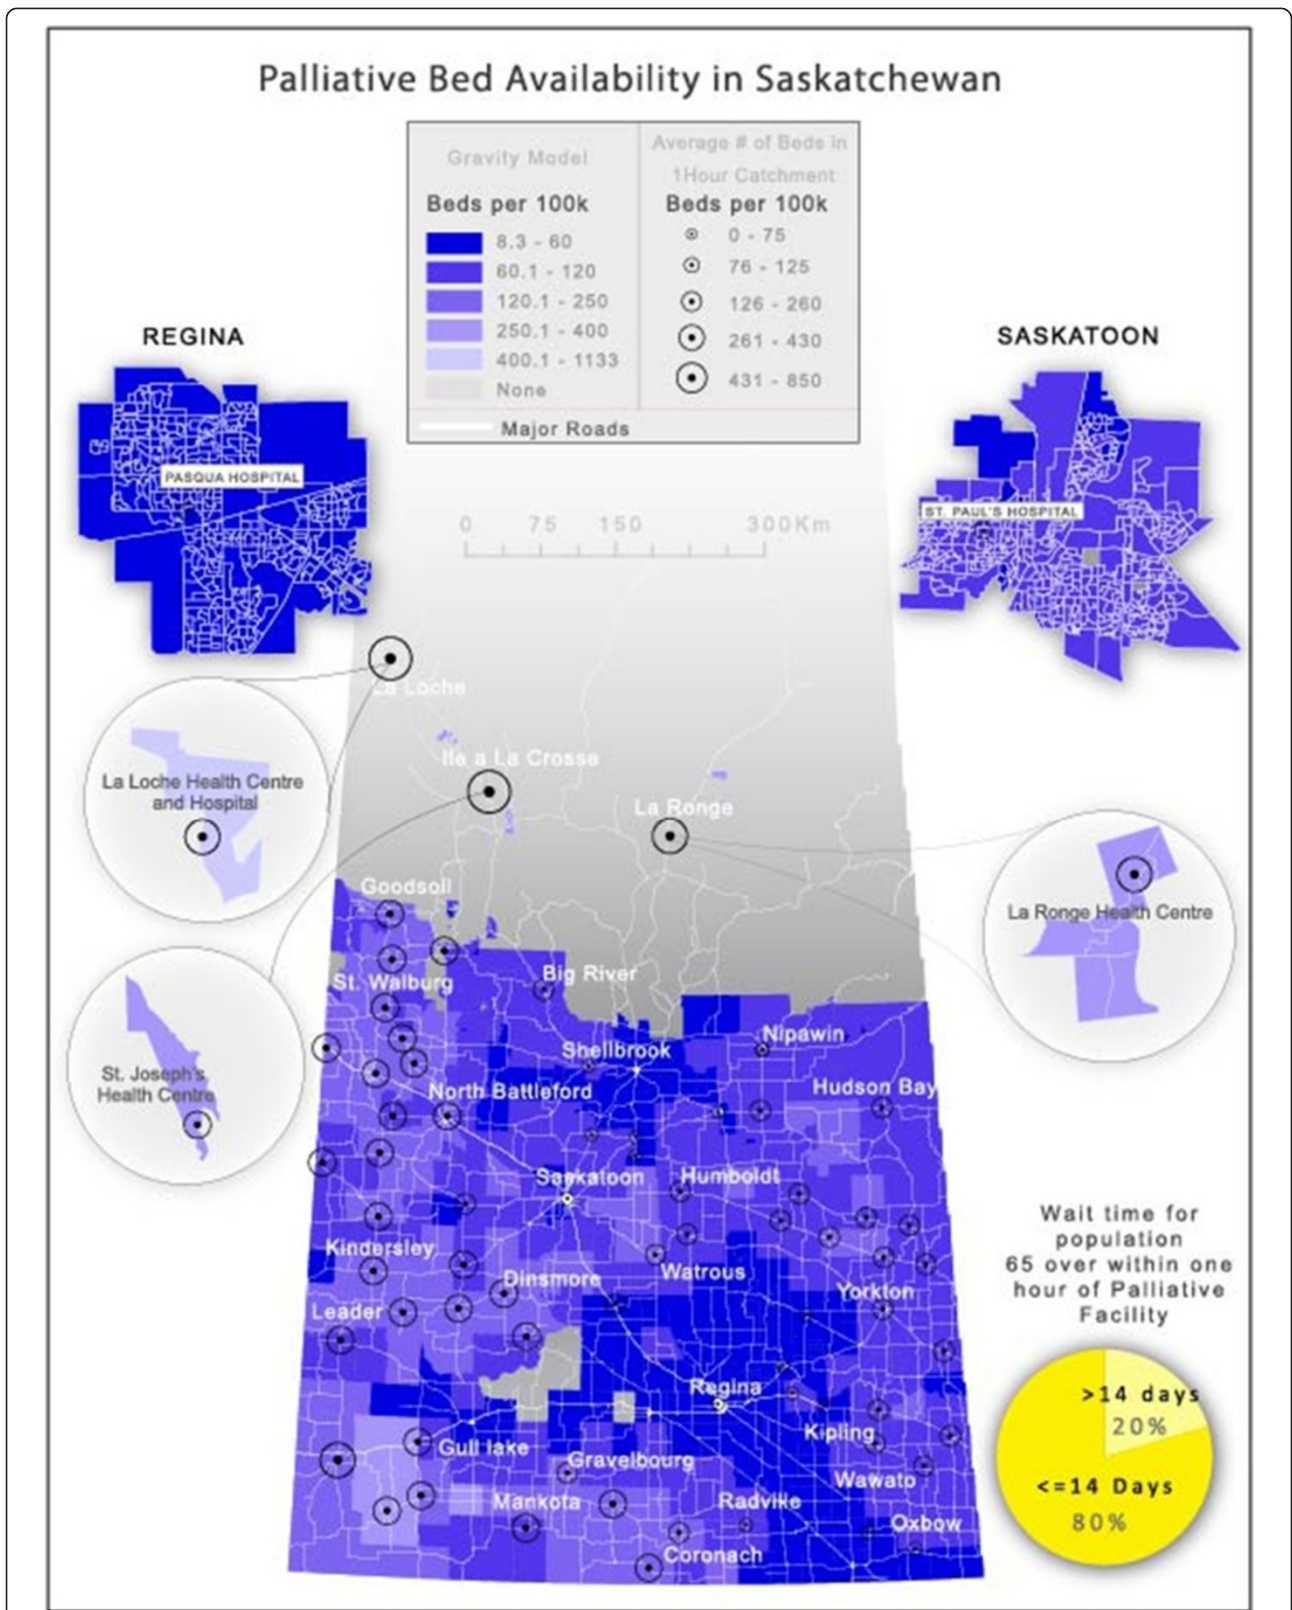 Palliative Bed Availability in Saskatchewan
Gravity Model
Beds per 100k
8.3 - 60
60.1 - 120
120.1 - 250
250.1 - 400
400.1 - 1133
None
Major Roads
Average # of Beds in
1Hour Catchment
Beds per 100k
0 - 75
76 - 125
126 - 260
261 - 430
431 - 850
REGINA
PASQUA HOSPITAL
SASKATOON
ST. PAUL'S HOSPITAL
0 75 150 300Km
La Loche
Ile a La Crosse
La Ronge
La Loche Health Centre
and Hospital
La Ronge Health Centre
St. Joseph's
Health Centre
Goodsoil
St. Walburg
Big River
Shellbrook
Nipawin
North Battleford
Hudson Bay
Saskatoon
Humboldt
Kindersley
Watrous
Dinsmore
Yorkton
Leader
Regina
Kipling
Gull lake
Gravelbourg
Wawato
Mankota
Radville
Oxbow
Coronach
Wait time for
population
65 over within one
hour of Palliative
Facility
>14 days
20%
<=14 Days
80%